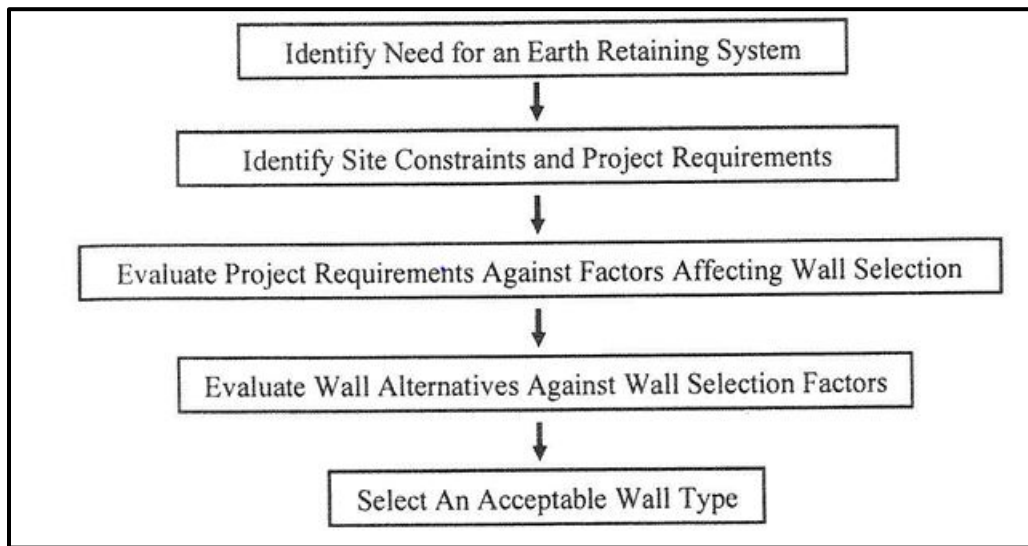 Identify Need for an Earth Retaining System
Identify Site Constraints and Project Requirements
Evaluate Project Requirements Against Factors Affecting Wall Selection
Evaluate Wall Alternatives Against Wall Selection Factors
Select An Acceptable Wall Type